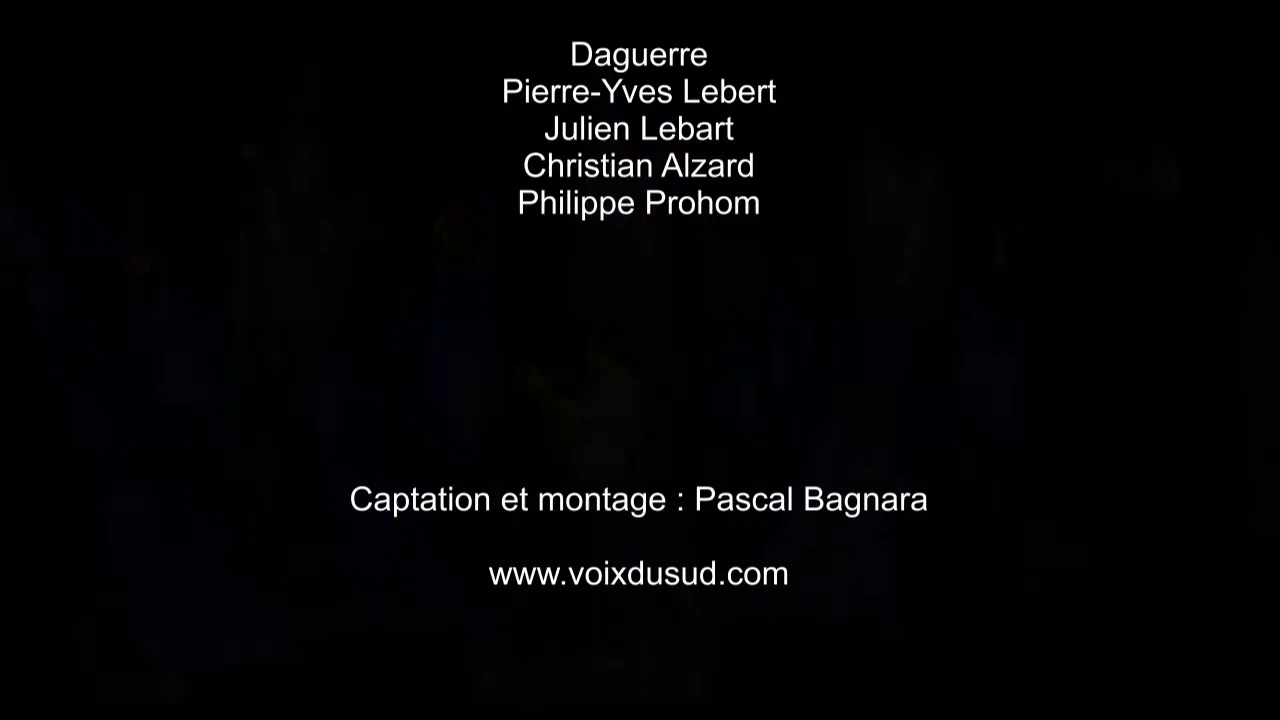 Daguerre
Pierre-Yves Lebert
Julien Lebart
Christian Alzard
Philippe Prohom
Captation et montage : Pascal Bagnara
www.voixdusud.com